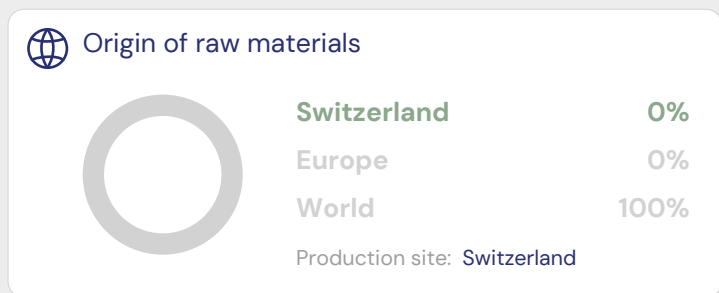 Origin of raw materials
Switzerland 0%
Europe 0%
World 100%
Production site: Switzerland